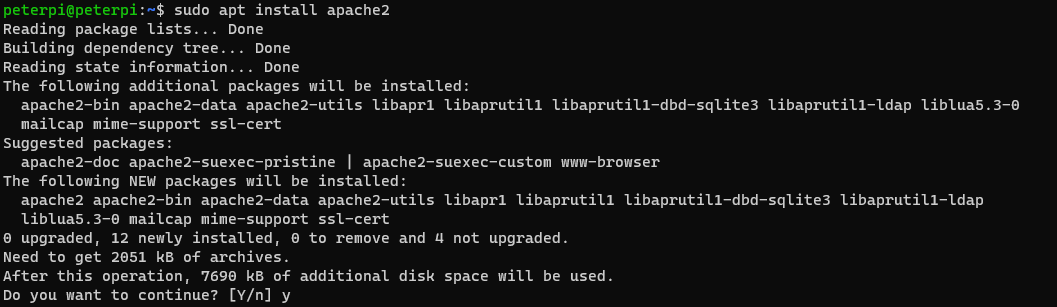 peterpi@peterpi:~$ sudo apt install apache2
Reading package lists... Done
Building dependency tree... Done
Reading state information... Done
The following additional packages will be installed:
  apache2-bin apache2-data apache2-utils libapr1 libaprutil1 libaprutil1-dbd-sqlite3 libaprutil1-ldap liblua5.3-0
  mailcap mime-support ssl-cert
Suggested packages:
  apache2-doc apache2-suexec-pristine | apache2-suexec-custom www-browser
The following NEW packages will be installed:
  apache2 apache2-bin apache2-data apache2-utils libapr1 libaprutil1 libaprutil1-dbd-sqlite3 libaprutil1-ldap
  liblua5.3-0 mailcap mime-support ssl-cert
0 upgraded, 12 newly installed, 0 to remove and 4 not upgraded.
Need to get 2051 kB of archives.
After this operation, 7690 kB of additional disk space will be used.
Do you want to continue? [Y/n] y